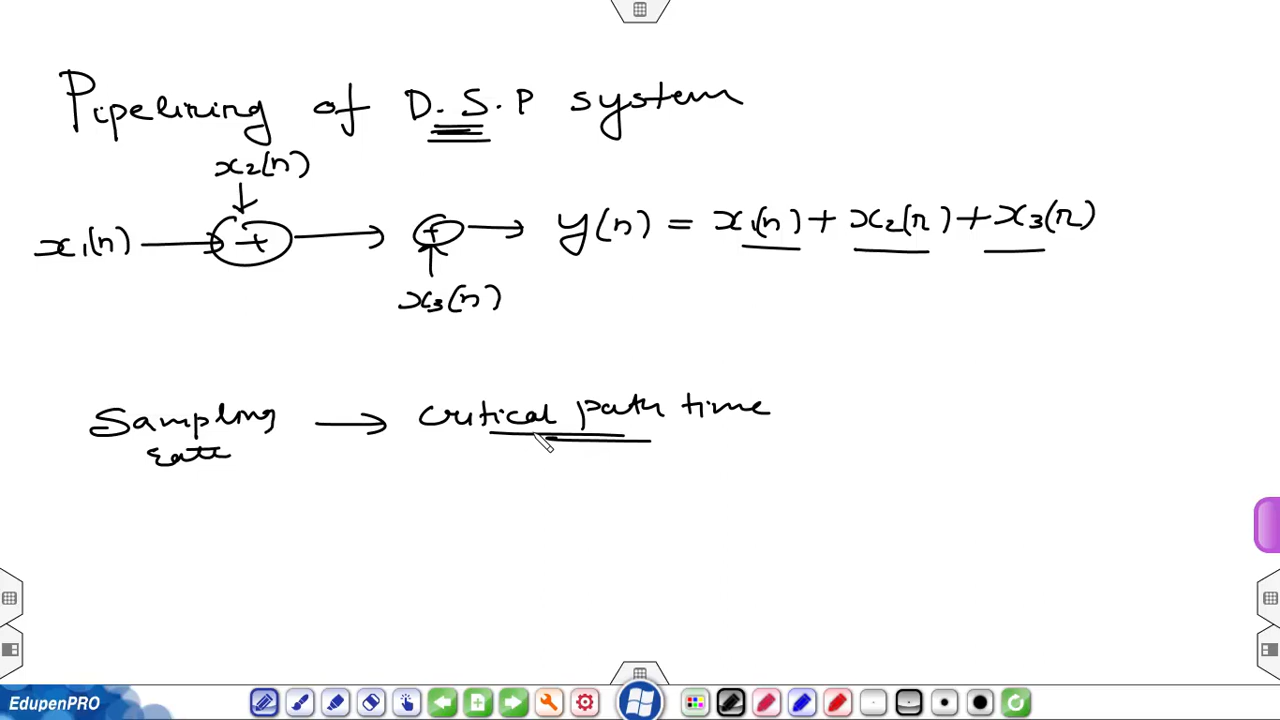 Pipelining of D.S.P system
x2(n)
x1(n) + + y(n) = x1(n) + x2(n) + x3(n)
x3(n)
Sampling → critical path time
rate
EdupenPRO